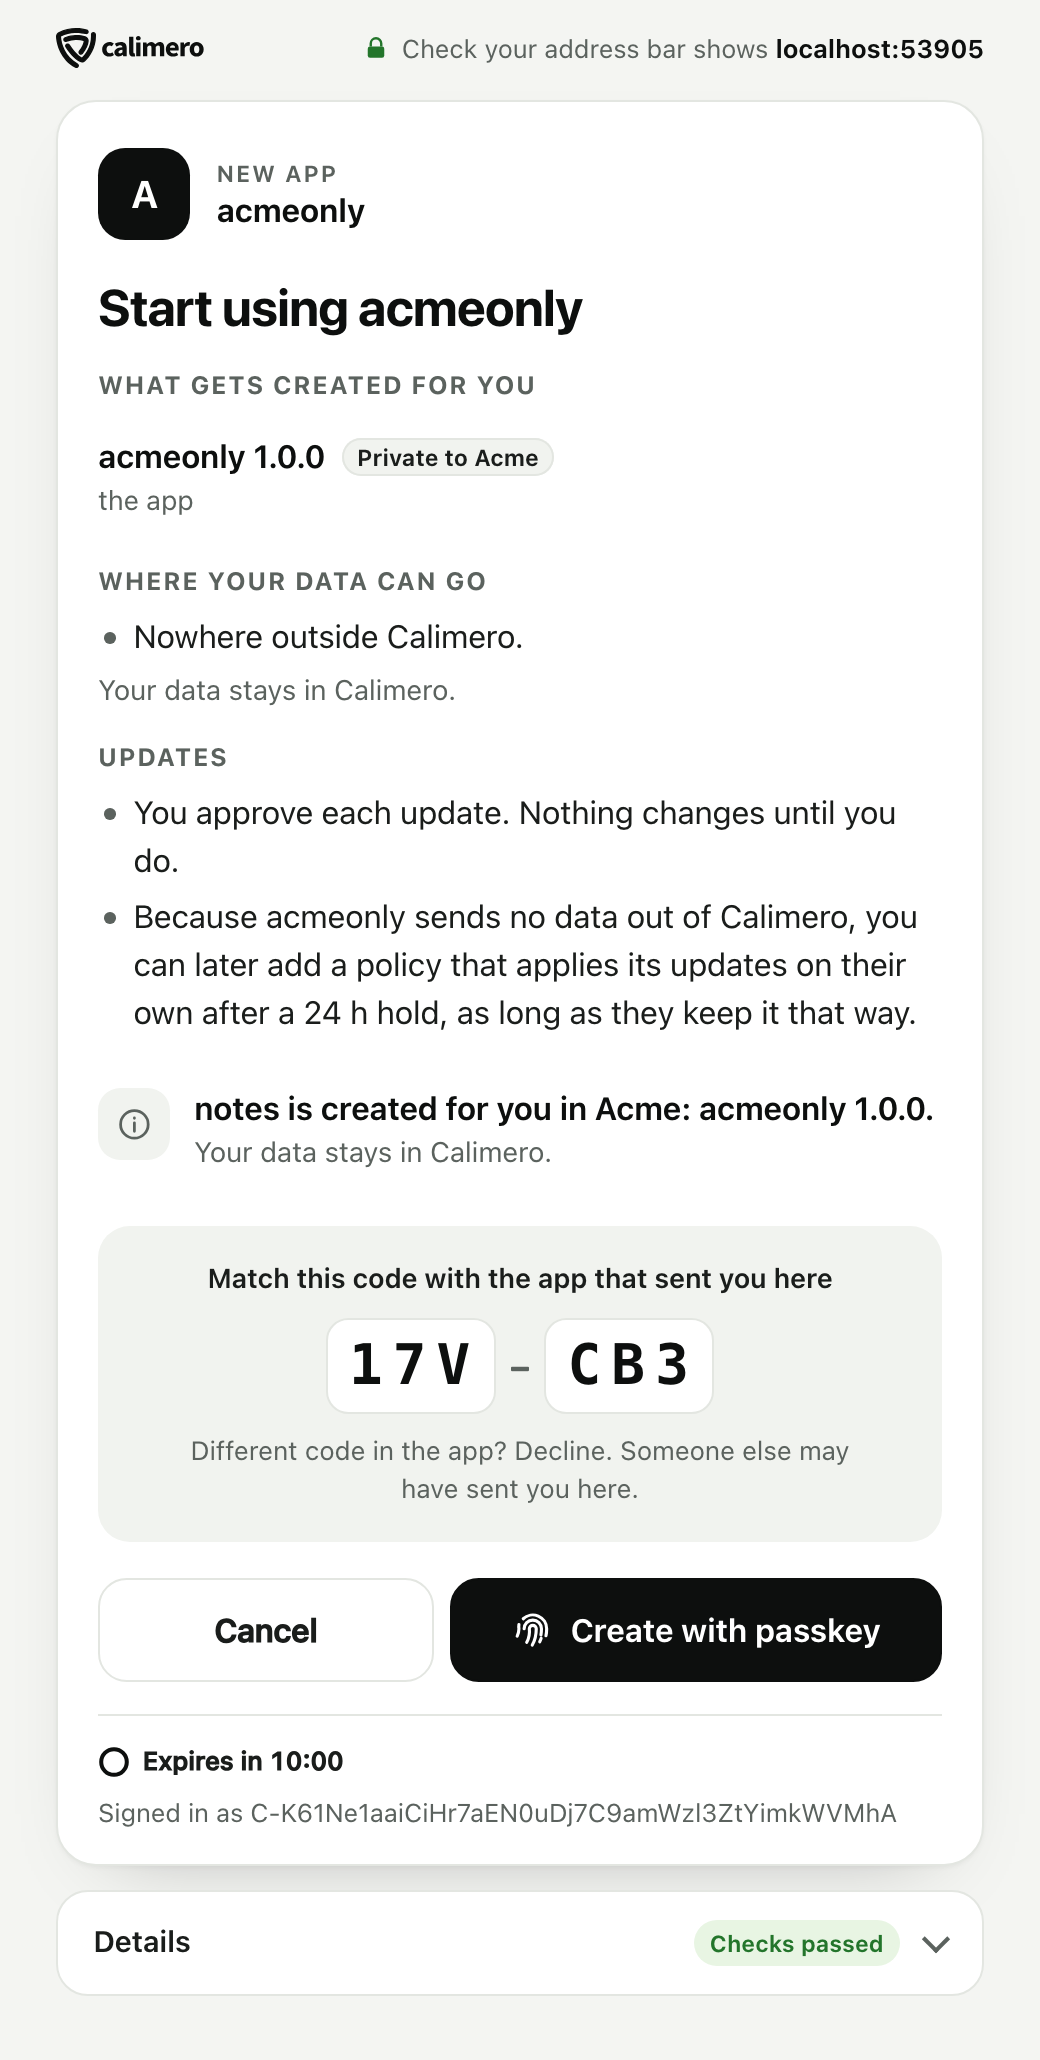 calimero
Check your address bar shows localhost:53905
A
NEW APP
acmeonly
Start using acmeonly
WHAT GETS CREATED FOR YOU
acmeonly 1.0.0 Private to Acme
the app
WHERE YOUR DATA CAN GO
Nowhere outside Calimero.
Your data stays in Calimero.
UPDATES
You approve each update. Nothing changes until you
do.
Because acmeonly sends no data out of Calimero, you
can later add a policy that applies its updates on their
own after a 24 h hold, as long as they keep it that way.
notes is created for you in Acme: acmeonly 1.0.0.
Your data stays in Calimero.
Match this code with the app that sent you here
17V – CB3
Different code in the app? Decline. Someone else may
have sent you here.
Cancel
Create with passkey
Expires in 10:00
Signed in as C-K61Ne1aaiCiHr7aEN0uDj7C9amWzl3ZtYimkWVMhA
Details
Checks passed